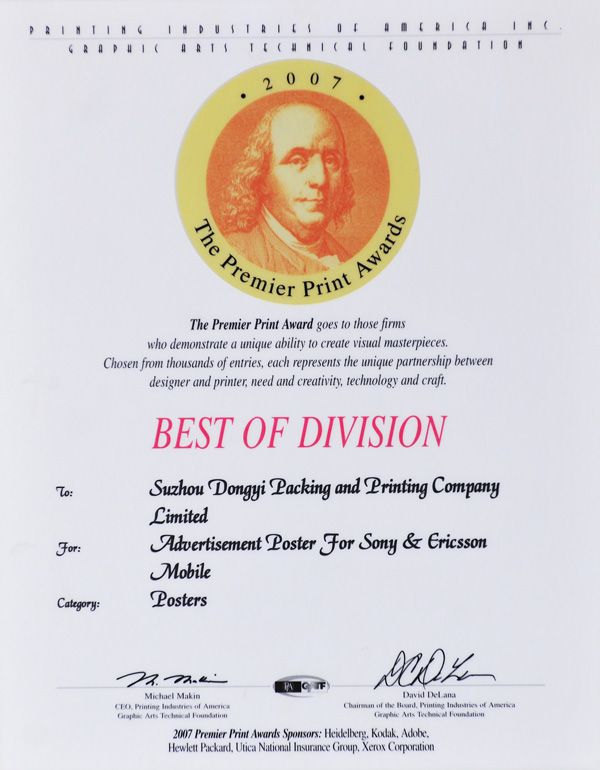 PRINTING INDUSTRIES OF AMERICA INC.
GRAPHIC ARTS TECHNICAL FOUNDATION
• 2007 •
The Premier Print Awards
The Premier Print Award goes to those firms
who demonstrate a unique ability to create visual masterpieces.
Chosen from thousands of entries, each represents the unique partnership between
designer and printer, need and creativity, technology and craft.
BEST OF DIVISION
To: Suzhou Dongyi Packing and Printing Company
Limited
For: Advertisement Poster For Sony & Ericsson
Mobile
Category: Posters
Michael Makin
CEO, Printing Industries of America
Graphic Arts Technical Foundation
PIA GATF
David DeLana
Chairman of the Board, Printing Industries of America
Graphic Arts Technical Foundation
2007 Premier Print Awards Sponsors: Heidelberg, Kodak, Adobe,
Hewlett Packard, Utica National Insurance Group, Xerox Corporation